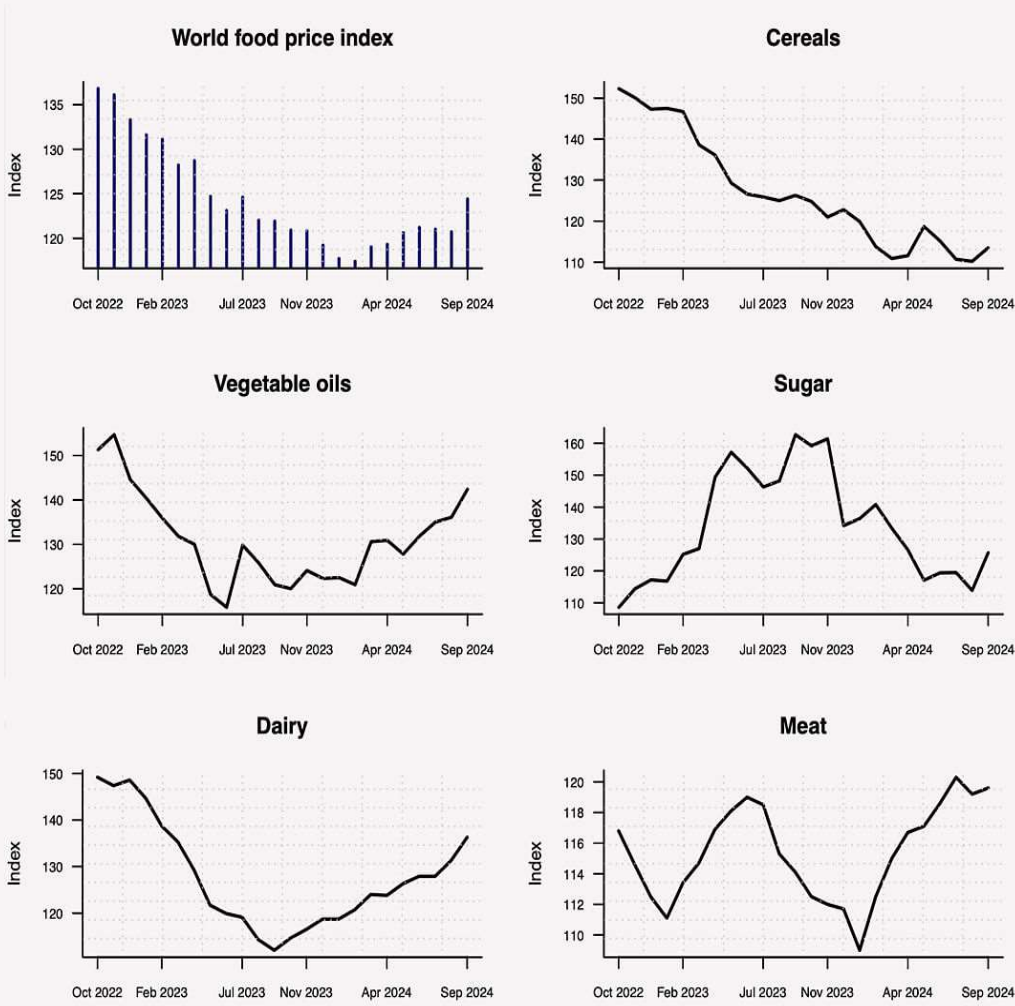 World food price index
Index
135
130
125
120
Oct 2022 Feb 2023 Jul 2023 Nov 2023 Apr 2024 Sep 2024
Cereals
Index
150
140
130
120
110
Oct 2022 Feb 2023 Jul 2023 Nov 2023 Apr 2024 Sep 2024
Vegetable oils
Index
150
140
130
120
Oct 2022 Feb 2023 Jul 2023 Nov 2023 Apr 2024 Sep 2024
Sugar
Index
160
150
140
130
120
110
Oct 2022 Feb 2023 Jul 2023 Nov 2023 Apr 2024 Sep 2024
Dairy
Index
150
140
130
120
Oct 2022 Feb 2023 Jul 2023 Nov 2023 Apr 2024 Sep 2024
Meat
Index
120
118
116
114
112
110
Oct 2022 Feb 2023 Jul 2023 Nov 2023 Apr 2024 Sep 2024